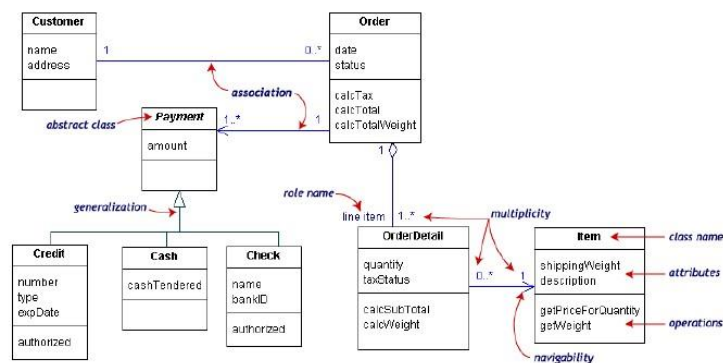 Customer
name
address
1
0..*
Order
date
status
calcTax
calcTotal
calcTotalWeight
association
abstract class
Payment
amount
1..*
1
1
generalization
role name
line item
1..*
multiplicity
Credit
number
type
expDate
authorized
Cash
cashTendered
Check
name
bankID
authorized
OrderDetail
quantity
taxStatus
calcSubTotal
calcWeight
0..*
1
Item
shippingWeight
description
getPriceForQuantity
getWeight
class name
attributes
operations
navigability